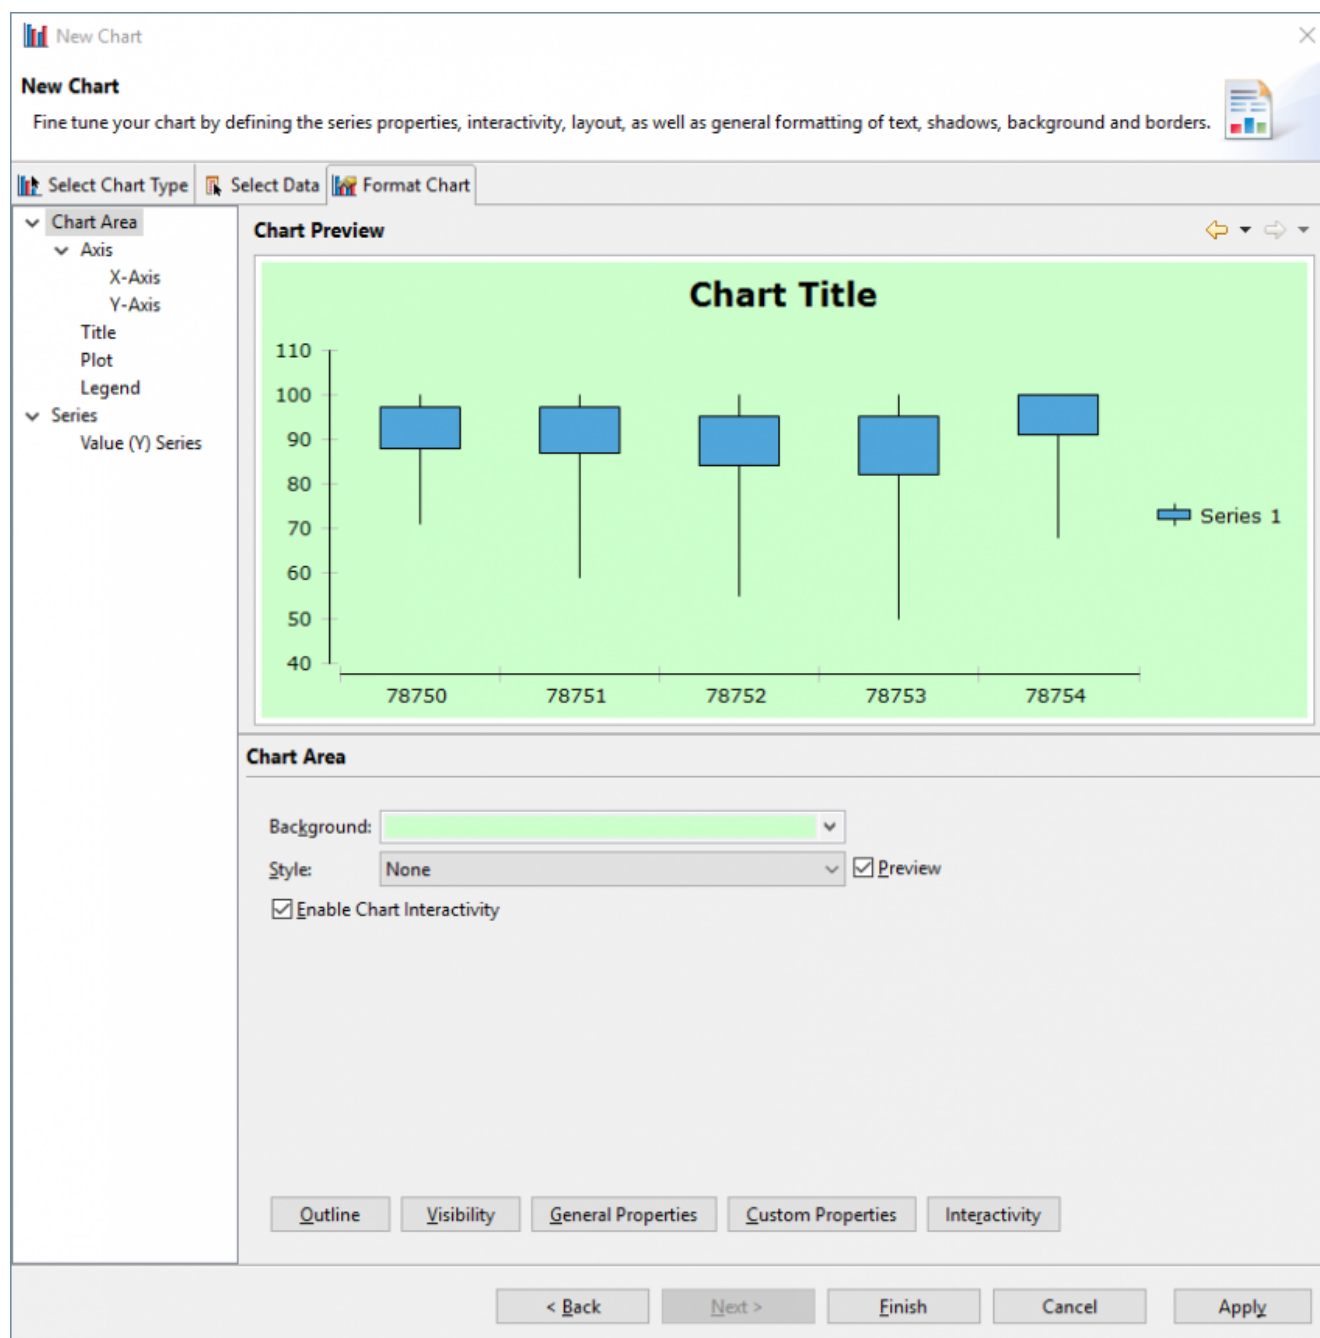 New Chart
New Chart
Fine tune your chart by defining the series properties, interactivity, layout, as well as general formatting of text, shadows, background and borders.
Select Chart Type Select Data Format Chart
Chart Area
Axis
X-Axis
Y-Axis
Title
Plot
Legend
Series
Value (Y) Series
Chart Preview
Chart Title
110
100
90
80
70
60
50
40
78750 78751 78752 78753 78754
Series 1
Chart Area
Background:
Style: None Preview
Enable Chart Interactivity
Outline Visibility General Properties Custom Properties Interactivity
< Back Next > Finish Cancel Apply